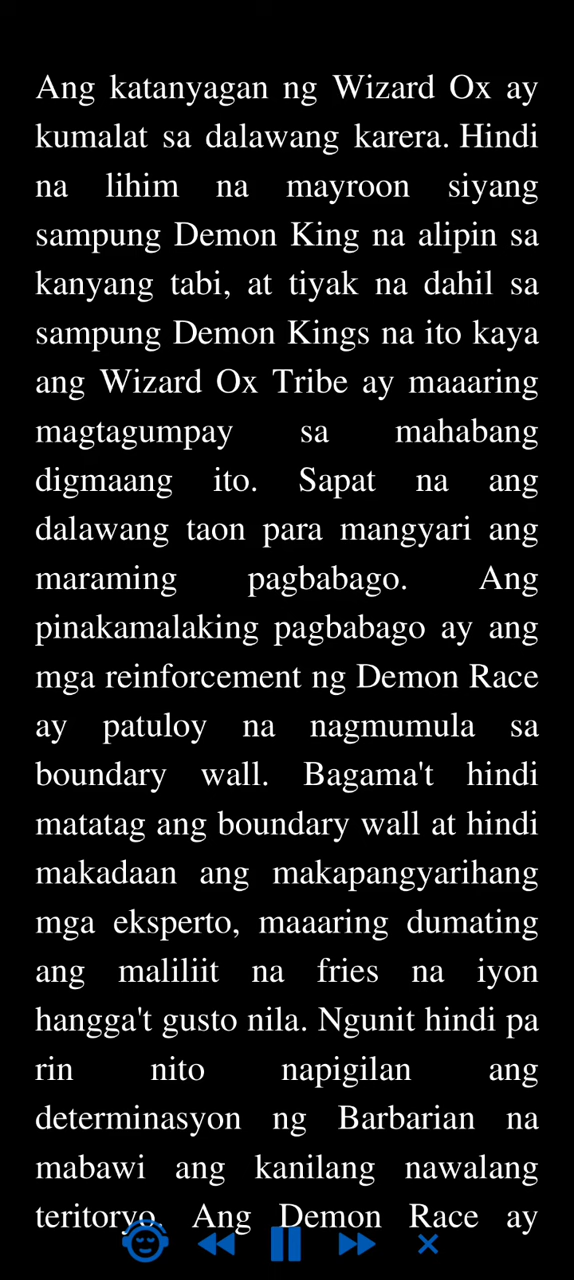 Ang katanyagan ng Wizard Ox ay
kumalat sa dalawang karera. Hindi
na lihim na mayroon siyang
sampung Demon King na alipin sa
kanyang tabi, at tiyak na dahil sa
sampung Demon Kings na ito kaya
ang Wizard Ox Tribe ay maaaring
magtagumpay sa mahabang
digmaang ito. Sapat na ang
dalawang taon para mangyari ang
maraming pagbabago. Ang
pinakamalaking pagbabago ay ang
mga reinforcement ng Demon Race
ay patuloy na nagmumula sa
boundary wall. Bagama't hindi
matatag ang boundary wall at hindi
makadaan ang makapangyarihang
mga eksperto, maaaring dumating
ang maliliit na fries na iyon
hangga't gusto nila. Ngunit hindi pa
rin nito napigilan ang
determinasyon ng Barbarian na
mabawi ang kanilang nawalang
teritoryo. Ang Demon Race ay